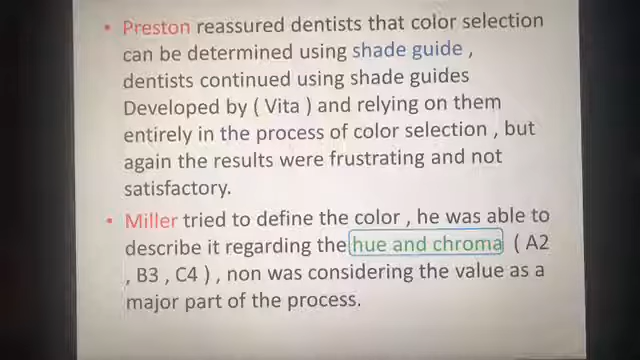 • Preston reassured dentists that color selection
can be determined using shade guide ,
dentists continued using shade guides
Developed by ( Vita ) and relying on them
entirely in the process of color selection , but
again the results were frustrating and not
satisfactory.
• Miller tried to define the color , he was able to
describe it regarding the hue and chroma ( A2
, B3 , C4 ) , non was considering the value as a
major part of the process.